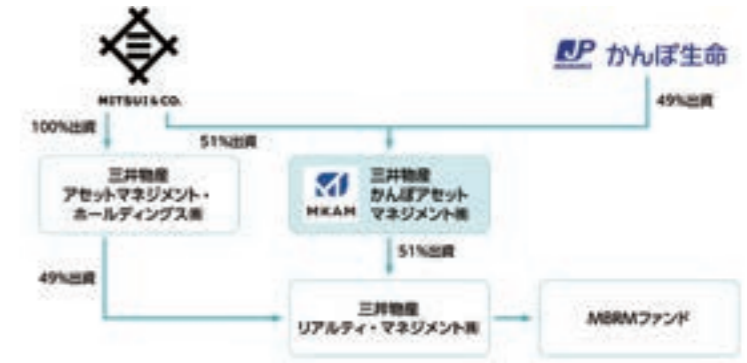 MITSUI & CO.
JP かんぽ生命
100%出資
51%出資
49%出資
三井物産
アセットマネジメント・
ホールディングス㈱
MKAM
三井物産
かんぽアセット
マネジメント㈱
49%出資
51%出資
三井物産
リアルティ・マネジメント㈱
MBRMファンド